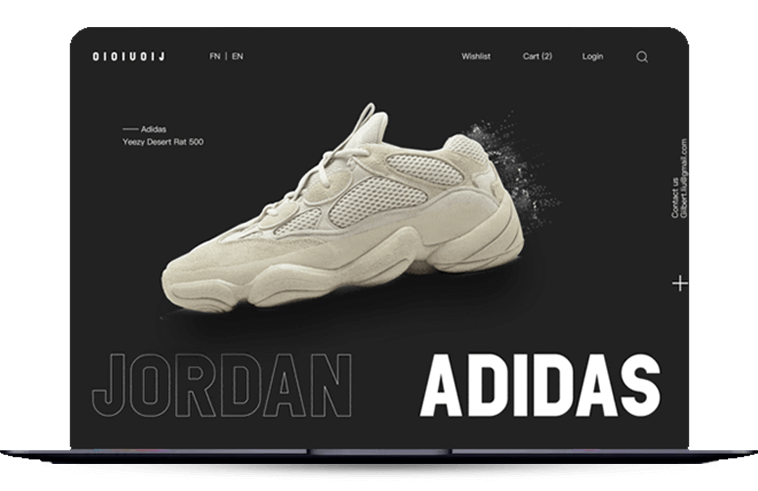 OIOIUOIJ
FN | EN
Wishlist
Cart (2)
Login
Adidas
Yeezy Desert Rat 500
Contact us
Gilbert.liu@gmail.com
JORDAN
ADIDAS